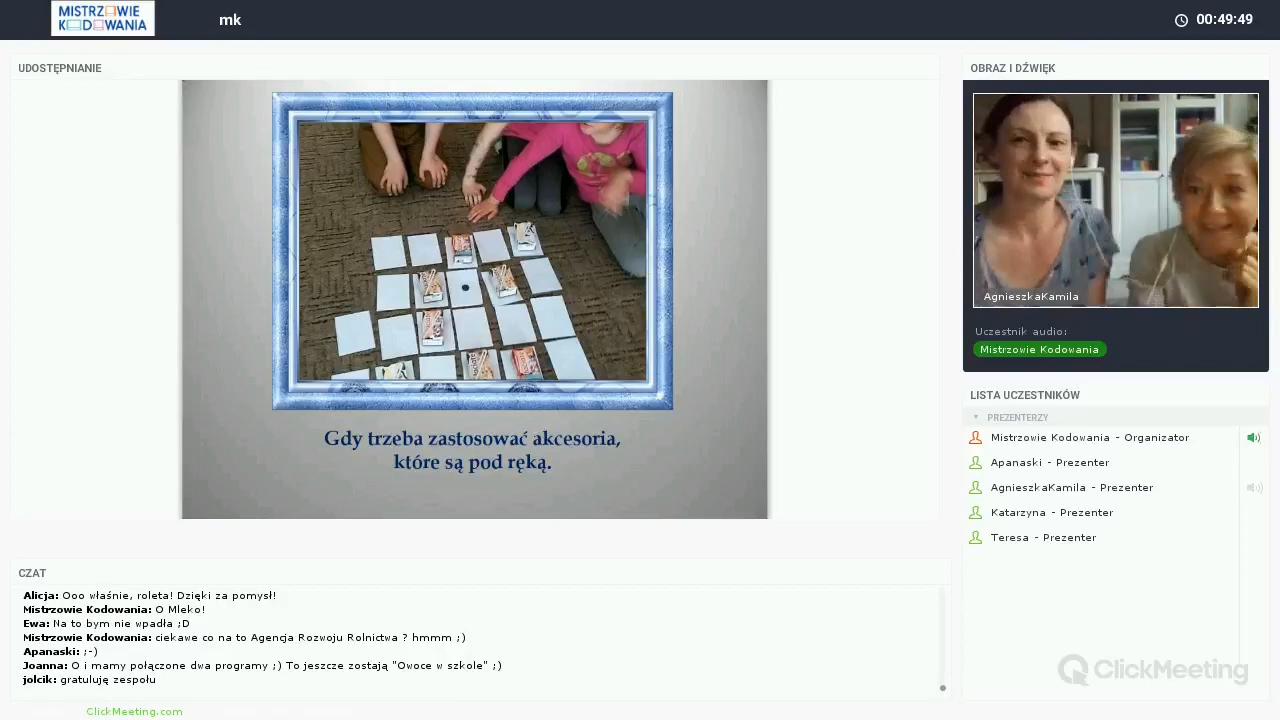 MISTRZOWIE
KODOWANIA
mk
00:49:49
UDOSTĘPNIANIE
Gdy trzeba zastosować akcesoria,
które są pod ręką.
OBRAZ I DŹWIĘK
AgnieszkaKamila
Uczestnik audio:
Mistrzowie Kodowania
LISTA UCZESTNIKÓW
PREZENTERZY
Mistrzowie Kodowania - Organizator
Apanaski - Prezenter
AgnieszkaKamila - Prezenter
Katarzyna - Prezenter
Teresa - Prezenter
CZAT
Alicja: Ooo właśnie, roleta! Dzięki za pomysł!
Mistrzowie Kodowania: O Mleko!
Ewa: Na to bym nie wpadła ;D
Mistrzowie Kodowania: ciekawe co na to Agencja Rozwoju Rolnictwa ? hmmm ;)
Apanaski: ;-)
Joanna: O i mamy połączone dwa programy ;) To jeszcze zostają "Owoce w szkole" ;)
jolcik: gratuluję zespołu
ClickMeeting
ClickMeeting.com